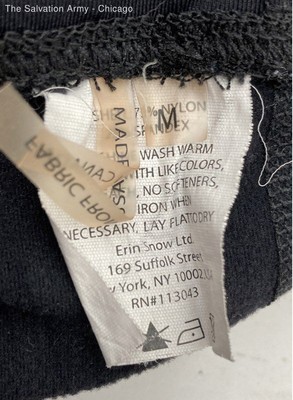 The Salvation Army - Chicago
M
NYLON
SPANDEX
MADE
FABRIC FROM
WASH WARM
WITH LIKE COLORS,
NO SOFTENERS,
IRON WHEN
NECESSARY, LAY FLAT DRY
Erin Snow Ltd
169 Suffolk Street
York, NY 10002
RN#113043